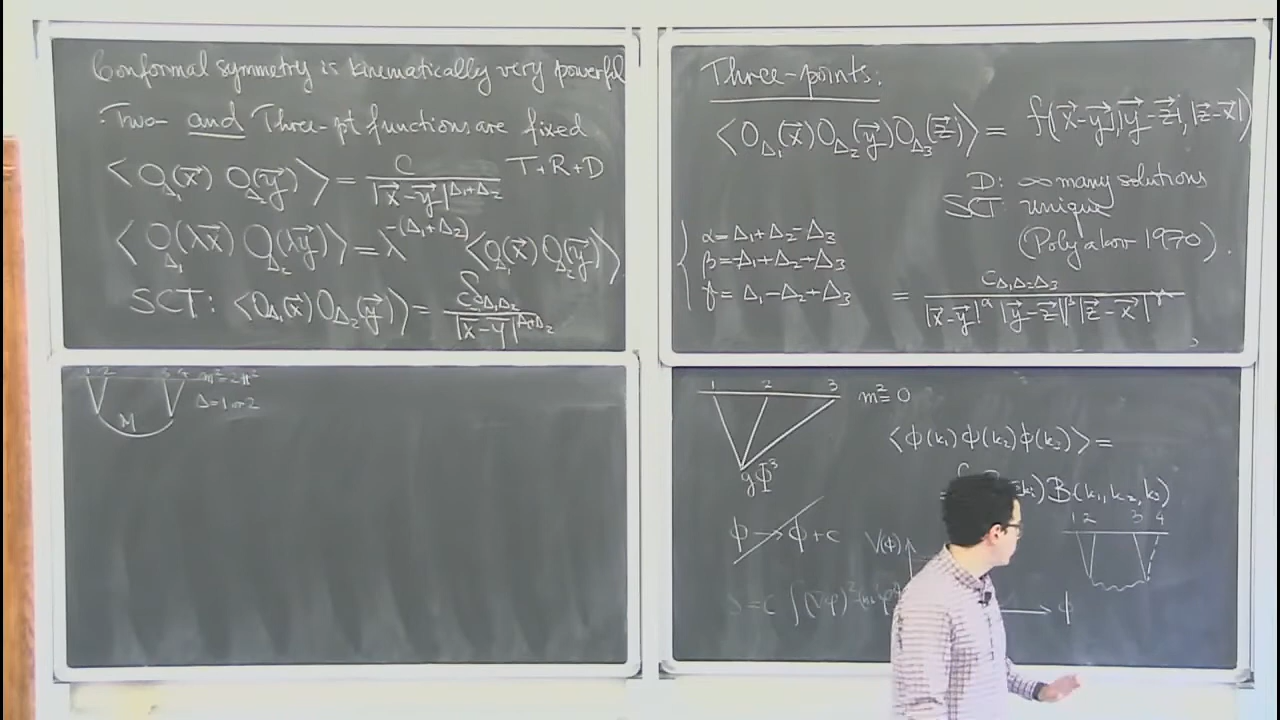 Conformal symmetry is kinematically very powerful
· Two- and Three-pt functions are fixed
⟨O_Δ₁(x⃗) O_Δ₂(y⃗)⟩ = C / |x⃗-y⃗|^{Δ₁+Δ₂} T+R+D
⟨O_Δ₁(λx⃗) O_Δ₂(λy⃗)⟩ = λ^{-(Δ₁+Δ₂)} ⟨O_Δ₁(x⃗) O_Δ₂(y⃗)⟩
SCT: ⟨O_Δ₁(x⃗) O_Δ₂(y⃗)⟩ = C δ_{Δ₁,Δ₂} / |x⃗-y⃗|^{Δ₁+Δ₂}
Three-points:
⟨O_Δ₁(x⃗) O_Δ₂(y⃗) O_Δ₃(z⃗)⟩ = f(|x⃗-y⃗|, |y⃗-z⃗|, |z⃗-x⃗|)
D: ∞ many solutions
SCT: unique
(Polyakov 1970).
α = Δ₁+Δ₂-Δ₃
β = -Δ₁+Δ₂+Δ₃
γ = Δ₁-Δ₂+Δ₃
= C_{Δ₁Δ₂Δ₃} / |x⃗-y⃗|^α |y⃗-z⃗|^β |z⃗-x⃗|^γ
1 2 3 4 m²=2H²
M Δ=1 or 2
1 2 3 m²=0
⟨ϕ(k₁) ϕ(k₂) ϕ(k₃)⟩ =
gΦ³
B(k₁,k₂,k₃)
1 2 3 4
ϕ → ϕ+c
V(ϕ)
ϕ